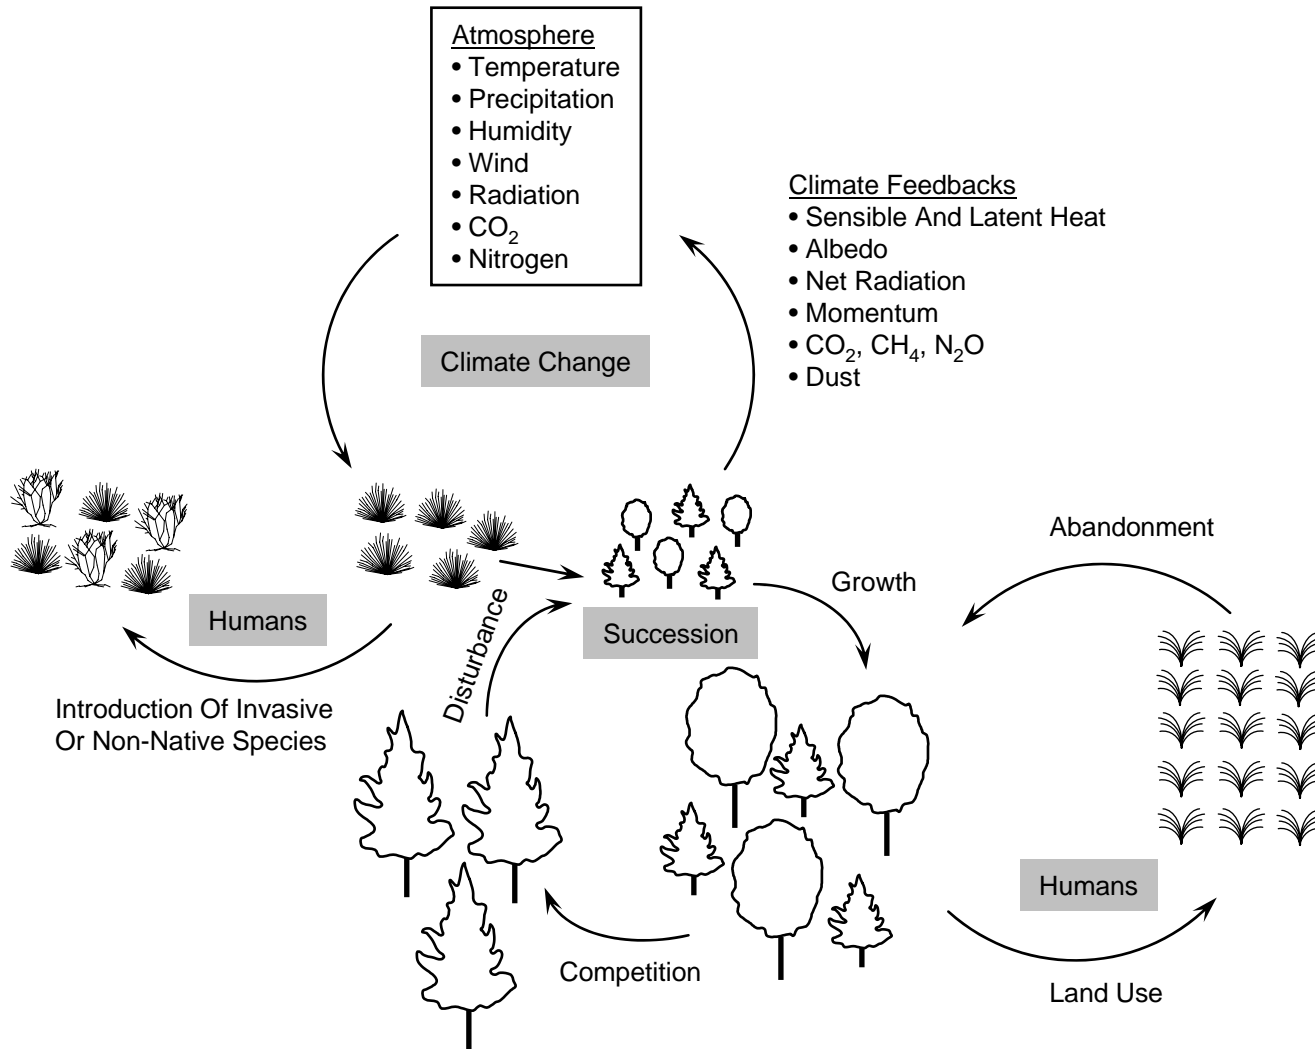 Atmosphere
• Temperature
• Precipitation
• Humidity
• Wind
• Radiation
• CO₂
• Nitrogen
Climate Feedbacks
• Sensible And Latent Heat
• Albedo
• Net Radiation
• Momentum
• CO₂, CH₄, N₂O
• Dust
Climate Change
Abandonment
Growth
Humans
Disturbance
Succession
Introduction Of Invasive
Or Non-Native Species
Humans
Competition
Land Use